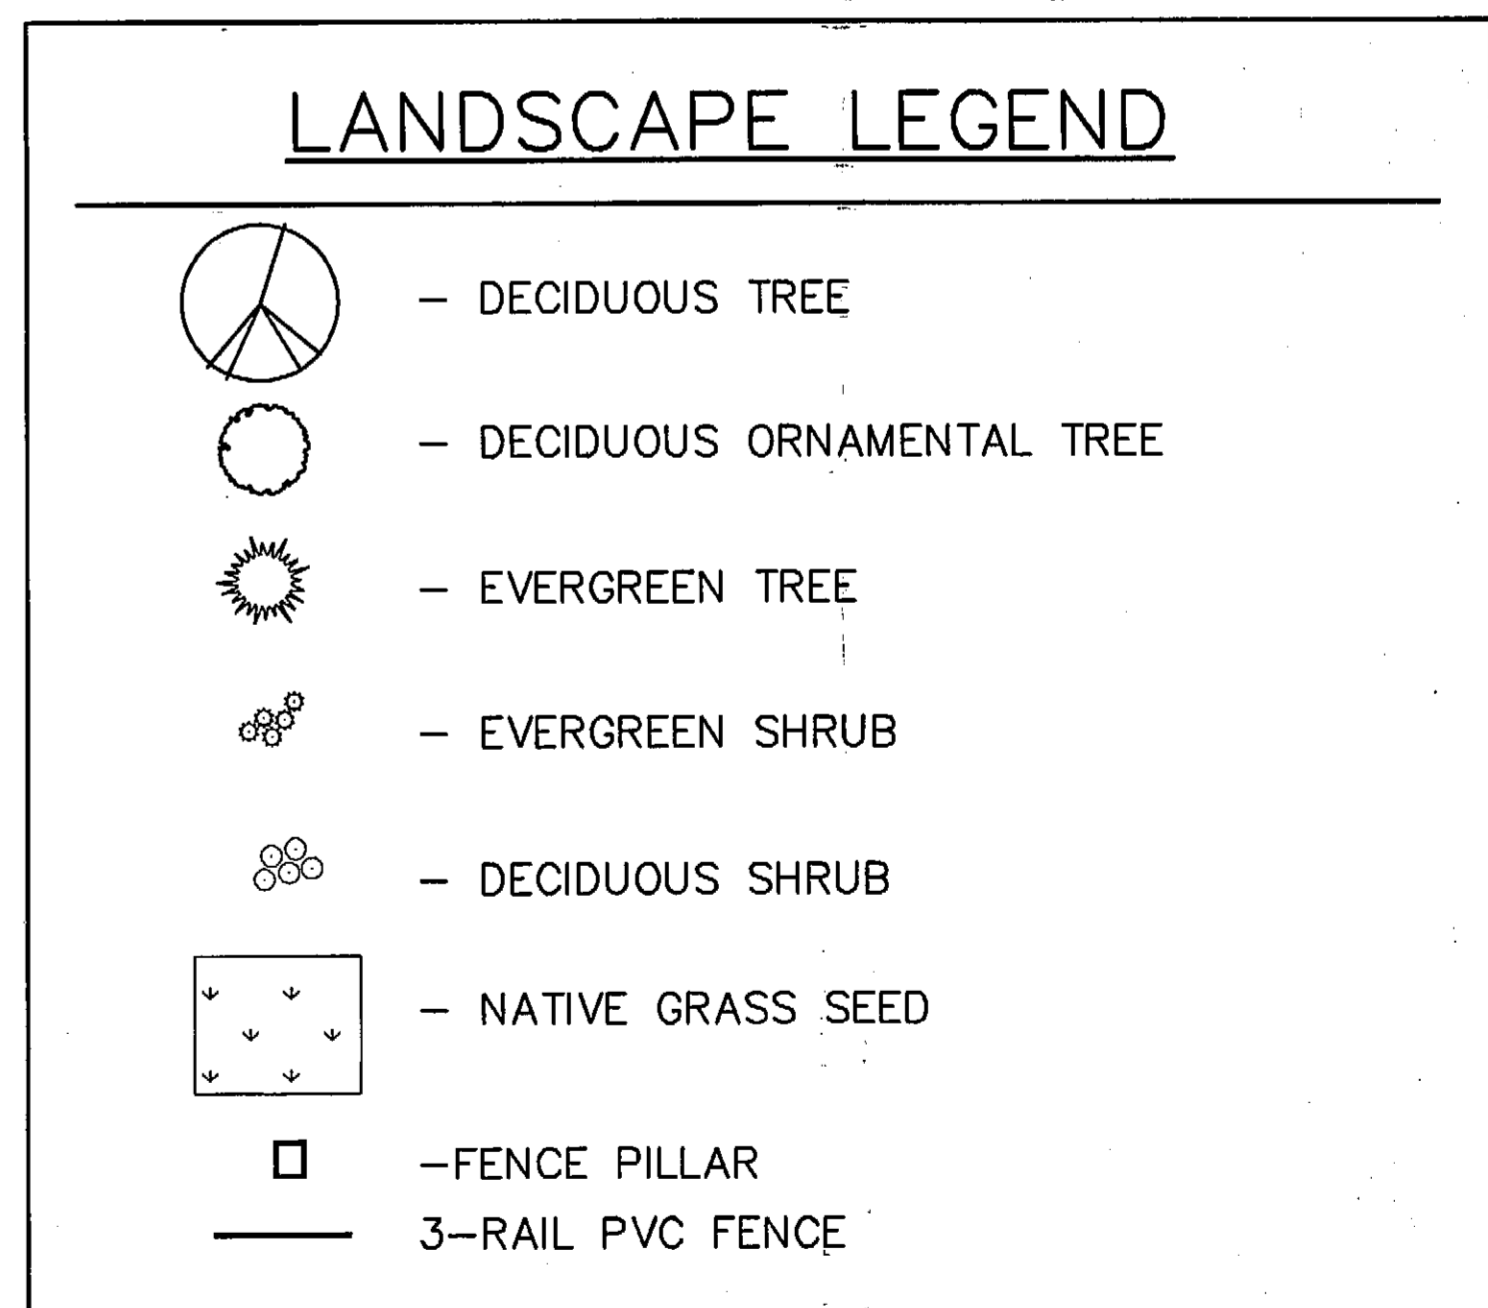 LANDSCAPE LEGEND
– DECIDUOUS TREE
– DECIDUOUS ORNAMENTAL TREE
– EVERGREEN TREE
– EVERGREEN SHRUB
– DECIDUOUS SHRUB
– NATIVE GRASS SEED
–FENCE PILLAR
3–RAIL PVC FENCE